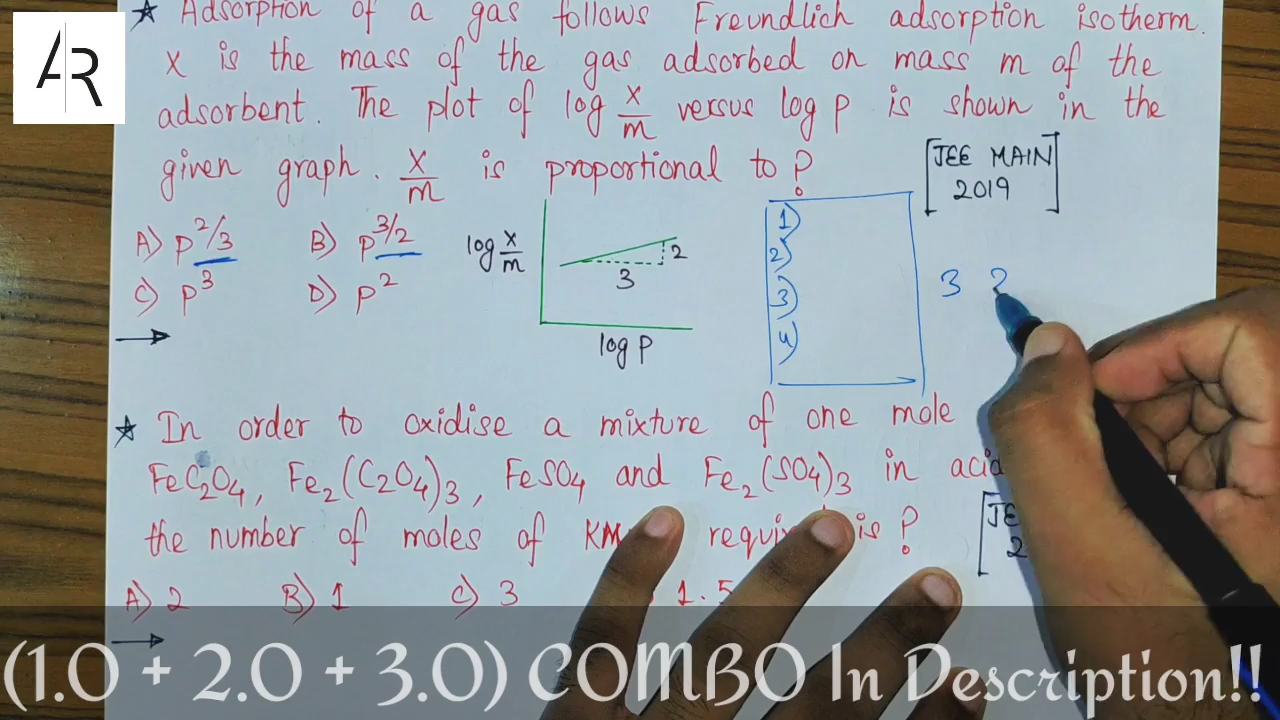 AR
★ Adsorption of a gas follows Freundlich adsorption isotherm.
x is the mass of the gas adsorbed on mass m of the
adsorbent. The plot of log x/m versus log p is shown in the
given graph. x/m is proportional to ?
[JEE MAIN
2019]
A) p^2/3 B) p^3/2
C) p^3 D) p^2
log x/m
2
3
log p
1)
2)
3)
4)
3 2
★ In order to oxidise a mixture of one mole
FeC2O4, Fe2(C2O4)3, FeSO4 and Fe2(SO4)3 in
the number of moles of is ?
A) 2 B) 1 C) 3 1.5
(1.0 + 2.0 + 3.0) COMBO In Description!!